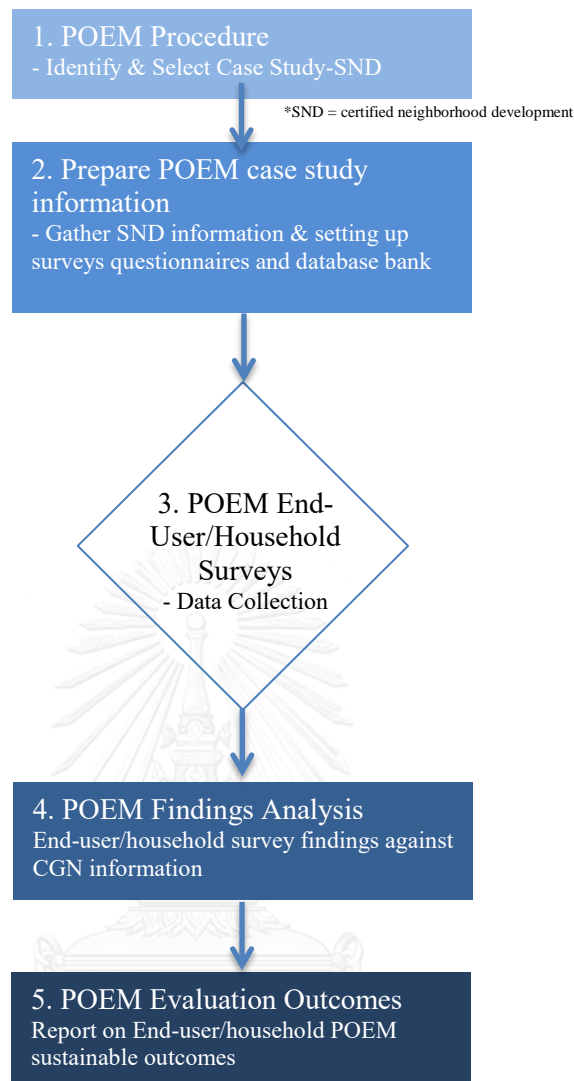 1. POEM Procedure
- Identify & Select Case Study-SND
*SND = certified neighborhood development
2. Prepare POEM case study
information
- Gather SND information & setting up
surveys questionnaires and database bank
3. POEM End-
User/Household
Surveys
- Data Collection
4. POEM Findings Analysis
End-user/household survey findings against
CGN information
5. POEM Evaluation Outcomes
Report on End-user/household POEM
sustainable outcomes